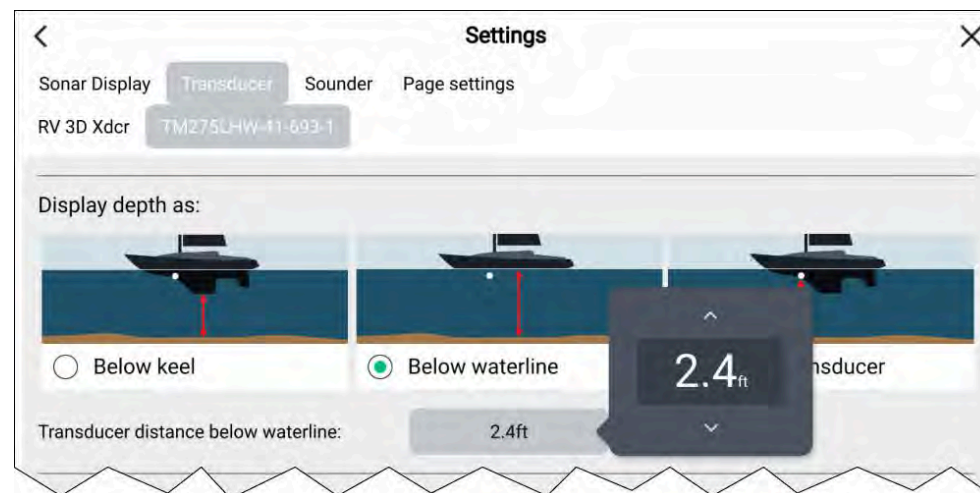 Settings
Sonar Display Transducer Sounder Page settings
RV 3D Xdcr TM275LHW-11-693-1
Display depth as:
Below keel Below waterline nsducer
2.4ft
Transducer distance below waterline: 2.4ft